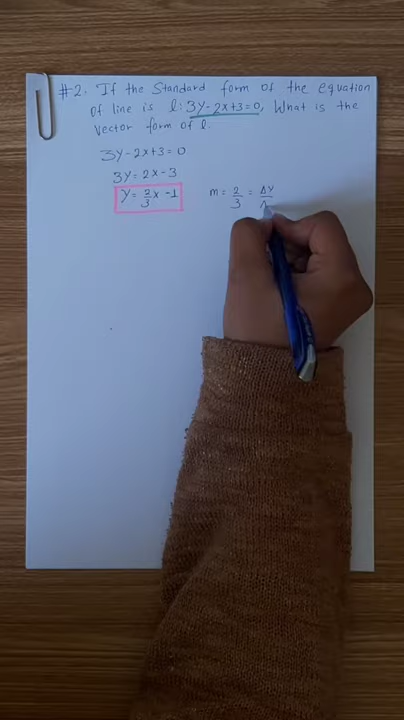 #2. If the Standard form of the equation
of line is l: 3y-2x+3=0, What is the
vector form of l.
3y-2x+3=0
3y=2x-3
y=2/3x-1 m=2/3=Δy/Δ